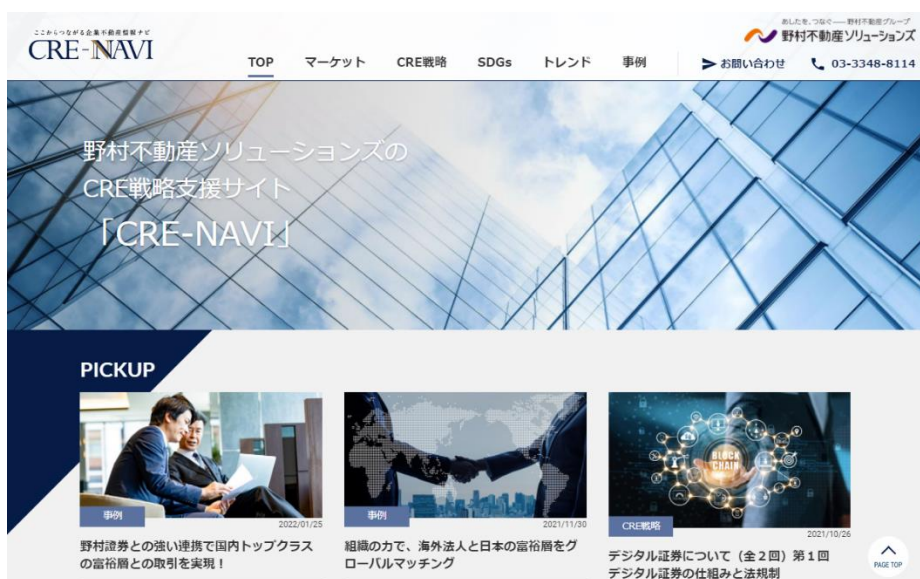 ここからつながる企業不動産情報ナビ
CRE-NAVI
あしたを、つなぐ――野村不動産グループ
野村不動産ソリューションズ
TOP
マーケット
CRE戦略
SDGs
トレンド
事例
お問い合わせ
03-3348-8114
野村不動産ソリューションズの
CRE戦略支援サイト
「CRE-NAVI」
PICKUP
事例
2022/01/25
野村證券との強い連携で国内トップクラス
の富裕層との取引を実現！
事例
2021/11/30
組織の力で、海外法人と日本の富裕層をグ
ローバルマッチング
BLOCK
CHAIN
CRE戦略
2021/10/26
デジタル証券について（全２回）第１回
デジタル証券の仕組みと法規制
PAGE TOP